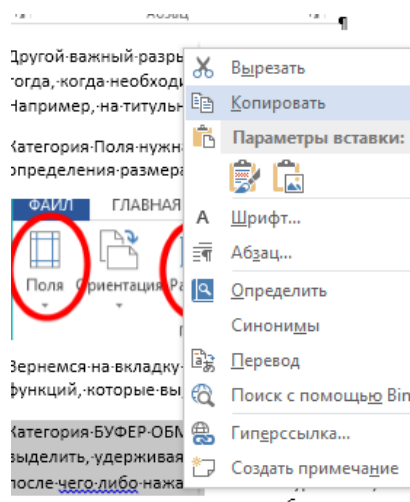 Абзац
¶
Другой·важный·разры
тогда,·когда·необходи
Например,·на·титульн
Категория·Поля·нужн
определения·размера
ФАЙЛ ГЛАВНАЯ
Поля Ориентация Ра
Вернемся·на·вкладку·
функций,·которые·вы
Категория·БУФЕР·ОБМ
выделить,·удерживая
после·чего-либо·нажа
Вырезать
Копировать
Параметры вставки:
Шрифт...
Абзац...
Определить
Синонимы
Перевод
Поиск с помощью Bin
Гиперссылка...
Создать примечание